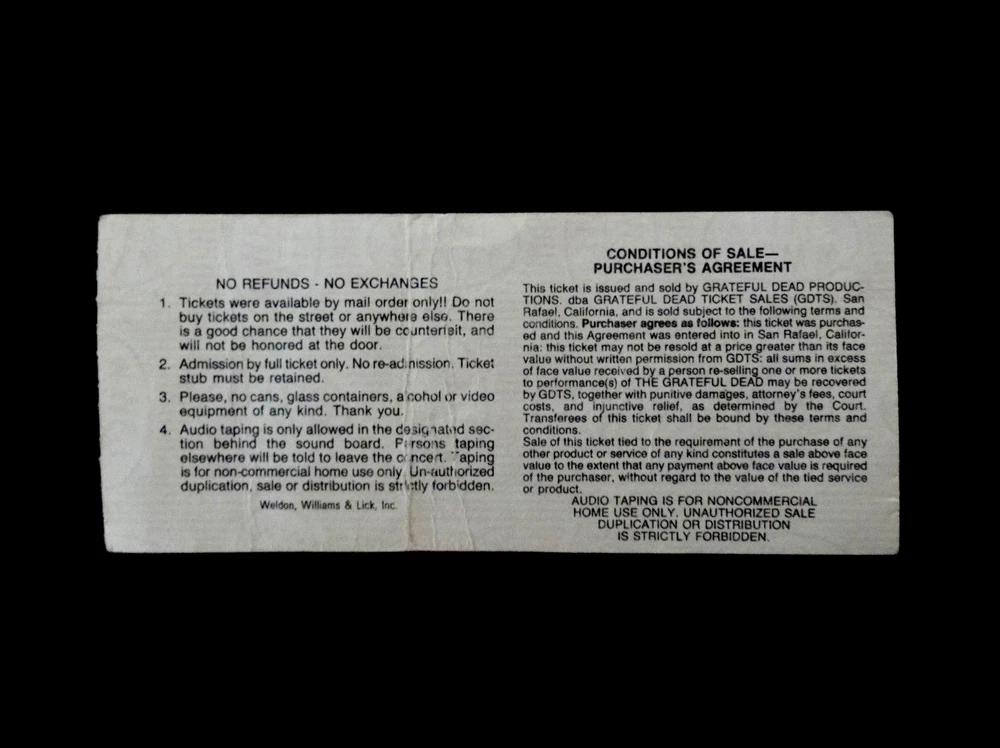 NO REFUNDS - NO EXCHANGES
1. Tickets were available by mail order only!! Do not
buy tickets on the street or anywhere else. There
is a good chance that they will be counterfeit, and
will not be honored at the door.
2. Admission by full ticket only. No re-admission. Ticket
stub must be retained.
3. Please, no cans, glass containers, alcohol or video
equipment of any kind. Thank you.
4. Audio taping is only allowed in the designated sec-
tion behind the sound board. Persons taping
elsewhere will be told to leave the concert. Taping
is for non-commercial home use only. Un-authorized
duplication, sale or distribution is strictly forbidden.
Weldon, Williams & Lick, Inc.
CONDITIONS OF SALE—
PURCHASER'S AGREEMENT
This ticket is issued and sold by GRATEFUL DEAD PRODUC-
TIONS. dba GRATEFUL DEAD TICKET SALES (GDTS). San
Rafael, California, and is sold subject to the following terms and
conditions. Purchaser agrees as follows: this ticket was purchas-
ed and this Agreement was entered into in San Rafael, Califor-
nia: this ticket may not be resold at a price greater than its face
value without written permission from GDTS: all sums in excess
of face value received by a person re-selling one or more tickets
to performance(s) of THE GRATEFUL DEAD may be recovered
by GDTS, together with punitive damages, attorney's fees, court
costs, and injunctive relief, as determined by the Court.
Transferees of this ticket shall be bound by these terms and
conditions.
Sale of this ticket tied to the requirement of the purchase of any
other product or service of any kind constitutes a sale above face
value to the extent that any payment above face value is required
of the purchaser, without regard to the value of the tied service
or product.
AUDIO TAPING IS FOR NONCOMMERCIAL
HOME USE ONLY. UNAUTHORIZED SALE
DUPLICATION OR DISTRIBUTION
IS STRICTLY FORBIDDEN.